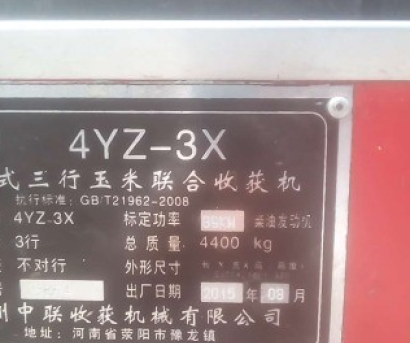 4YZ-3X
式三行玉米联合收获机
执行标准: GB/T21962-2008
4YZ-3X 标定功率 柴油发动机
3行 总质量 4400 kg
不对行 外形尺寸
出厂日期 2015 年 08 月
州中联收获机械有限公司
地址: 河南省荥阳市豫龙镇